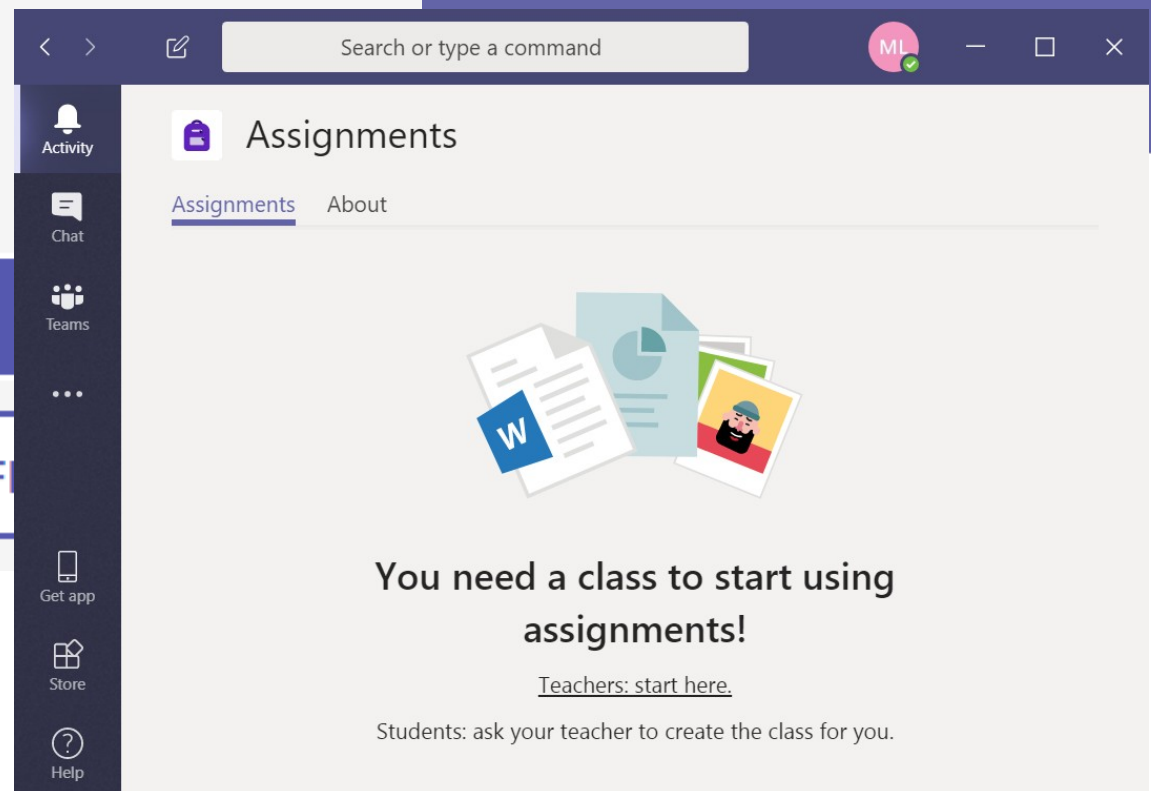 Search or type a command
ML
Activity
Chat
Teams
Get app
Store
Help
Assignments
Assignments About
W
You need a class to start using
assignments!
Teachers: start here.
Students: ask your teacher to create the class for you.